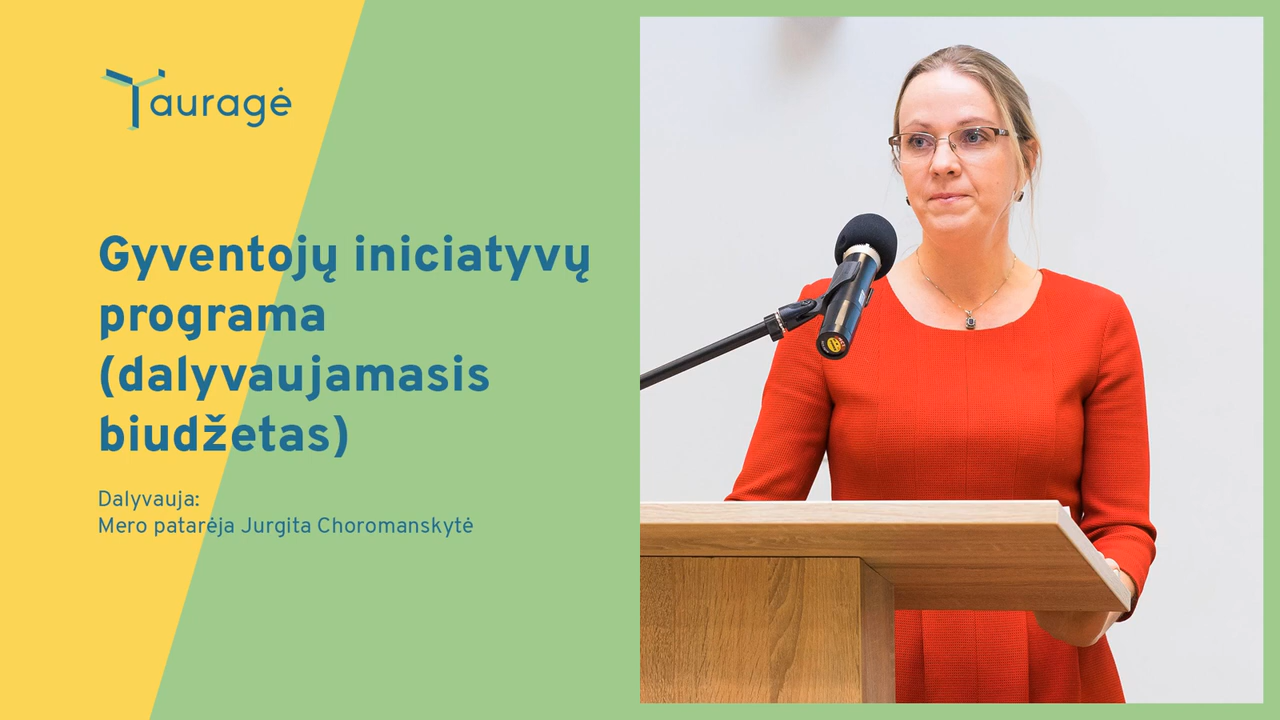 Tauragė
Gyventojų iniciatyvų
programa
(dalyvaujamasis
biudžetas)
Dalyvauja:
Mero patarėja Jurgita Choromanskytė